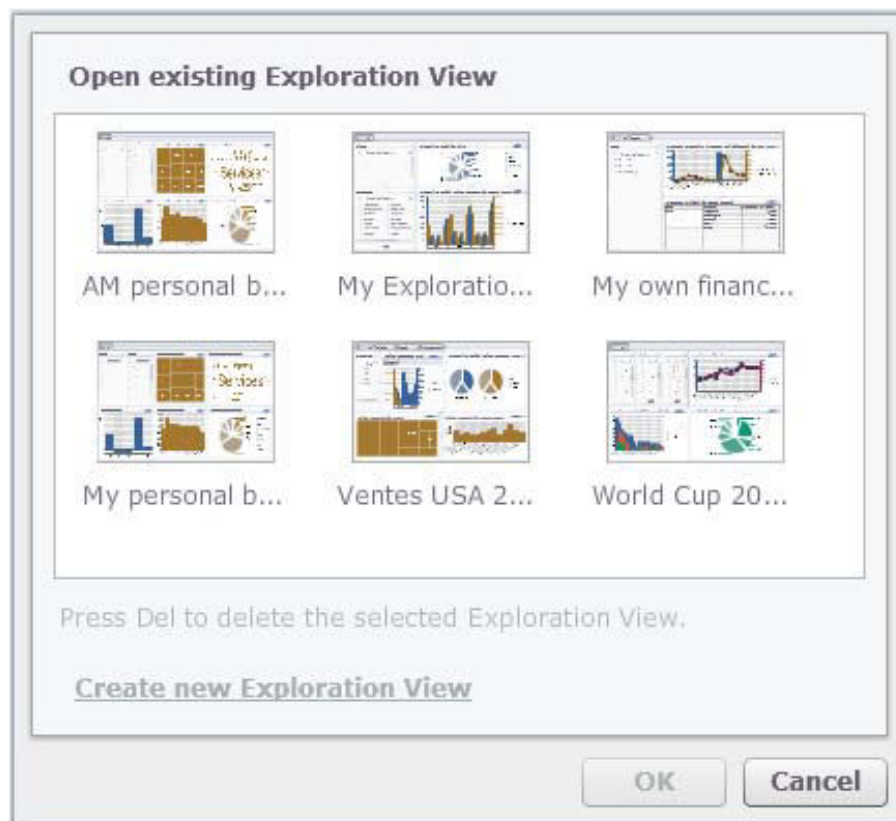 Open existing Exploration View
AM personal b...
My Exploratio...
My own financ...
My personal b...
Ventes USA 2...
World Cup 20...
Press Del to delete the selected Exploration View.
Create new Exploration View
OK
Cancel